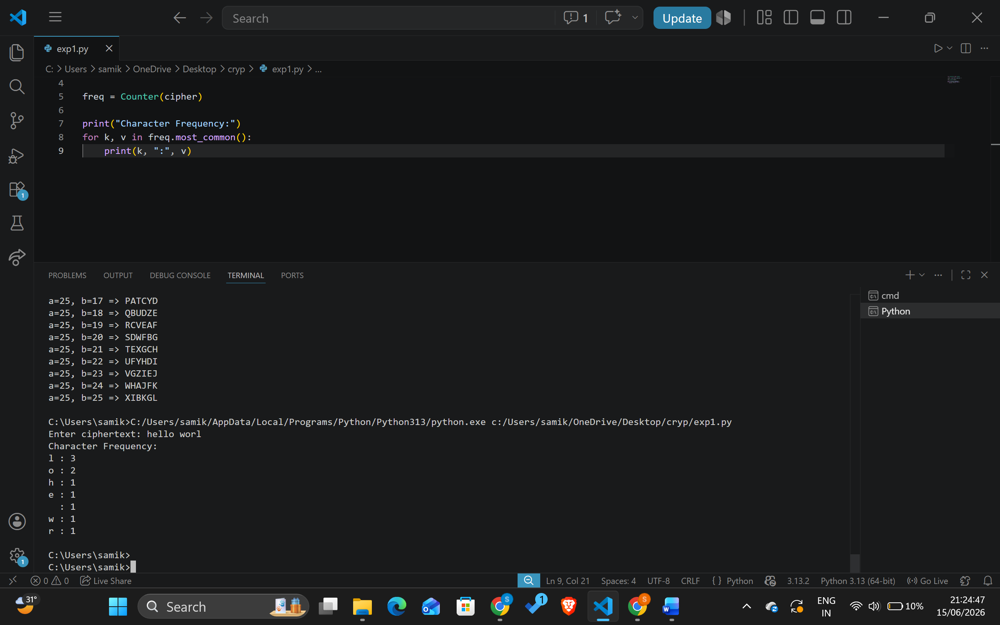 Search
1
Update
exp1.py
C: > Users > samik > OneDrive > Desktop > cryp > exp1.py > ...
4
5 freq = Counter(cipher)
6
7 print("Character Frequency:")
8 for k, v in freq.most_common():
9 print(k, ":", v)
1
PROBLEMS OUTPUT DEBUG CONSOLE TERMINAL PORTS
cmd
Python
a=25, b=17 => PATCYD
a=25, b=18 => QBUDZE
a=25, b=19 => RCVEAF
a=25, b=20 => SDWFBG
a=25, b=21 => TEXGCH
a=25, b=22 => UFYHDI
a=25, b=23 => VGZIEJ
a=25, b=24 => WHAJFK
a=25, b=25 => XIBKGL
C:\Users\samik>C:/Users/samik/AppData/Local/Programs/Python/Python313/python.exe c:/Users/samik/OneDrive/Desktop/cryp/exp1.py
Enter ciphertext: hello worl
Character Frequency:
l : 3
o : 2
h : 1
e : 1
: 1
w : 1
r : 1
C:\Users\samik>
C:\Users\samik>
1
0 0 Live Share Ln 9, Col 21 Spaces: 4 UTF-8 CRLF { } Python 3.13.2 Python 3.13 (64-bit) Go Live
31° Search S 1 S ENG 10% 21:24:47
IN 15/06/2026